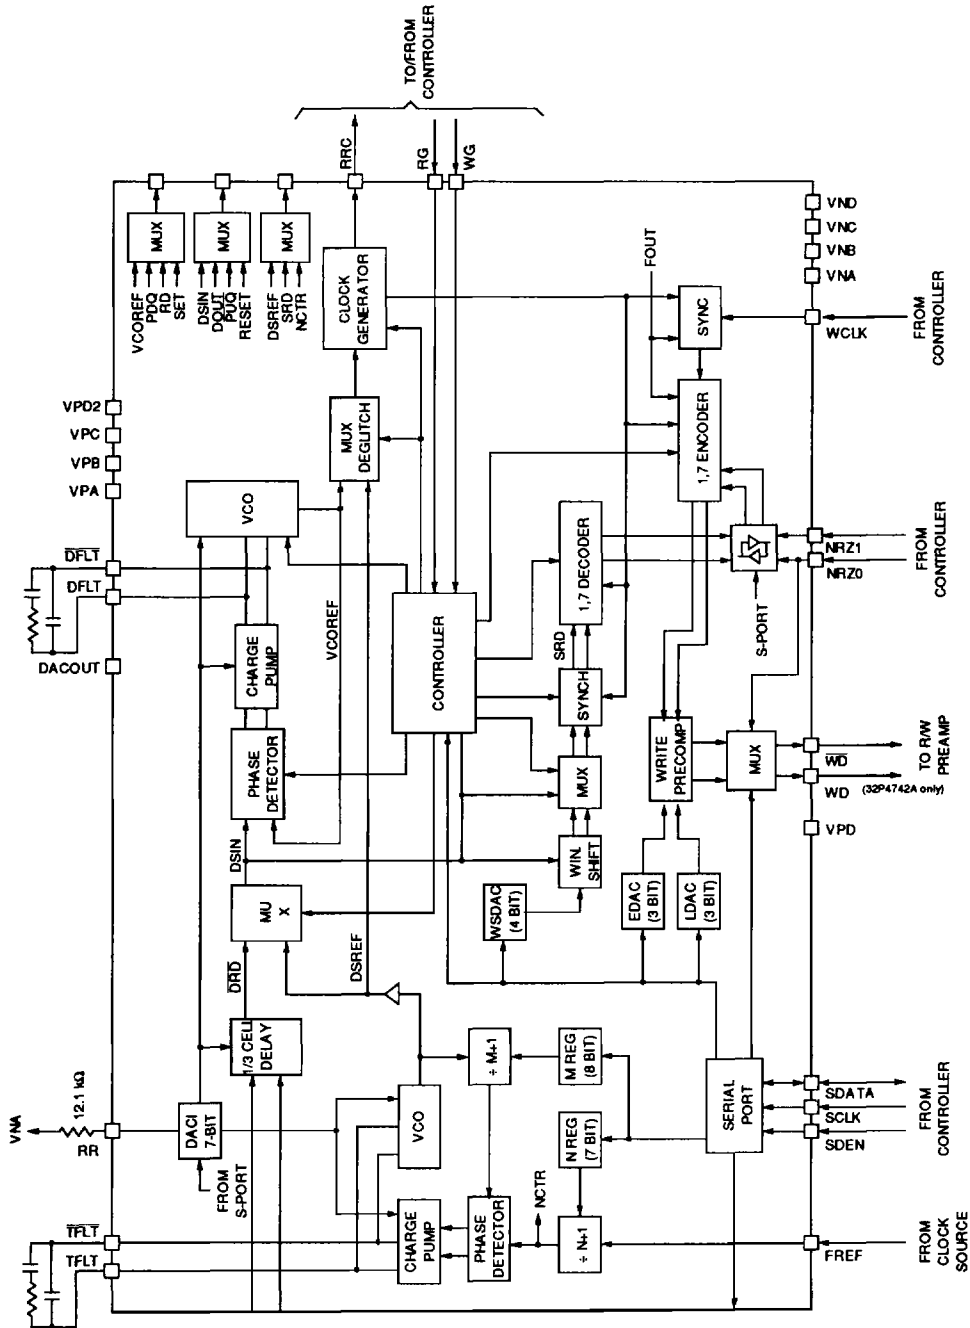 TFLT
TFLT
VNA
12.1 kΩ
RR
DACOUT
DFLT
DFLT
VPA
VPB
VPC
VPD2
FROM
S-PORT
DACI
7-BIT
1/3 CELL
DELAY
DRD
MU
X
DSIN
PHASE
DETECTOR
CHARGE
PUMP
VCO
VCOREF
DSREF
VCOREF
PDQ
RD
SET
MUX
DSIN
DOUT
PUQ
RESET
MUX
DSREF
SRD
NCTR
MUX
MUX
DEGLITCH
CLOCK
GENERATOR
RRC
RG
WG
TO/FROM
CONTROLLER
CHARGE
PUMP
VCO
PHASE
DETECTOR
÷ M+1
NCTR
÷ N+1
N REG
(7 BIT)
M REG
(8 BIT)
CONTROLLER
WSDAC
(4 BIT)
WIN.
SHIFT
MUX
SYNCH
SRD
1,7 DECODER
EDAC
(3 BIT)
LDAC
(3 BIT)
WRITE
PRECOMP
MUX
1,7 ENCODER
SYNC
FOUT
S-PORT
SERIAL
PORT
FREF
FROM
CLOCK
SOURCE
SDEN
SCLK
SDATA
FROM
CONTROLLER
VPD
WD
WD
(32P4742A only)
TO R/W
PREAMP
NRZ0
NRZ1
FROM
CONTROLLER
WCLK
FROM
CONTROLLER
VNA
VNB
VNC
VND